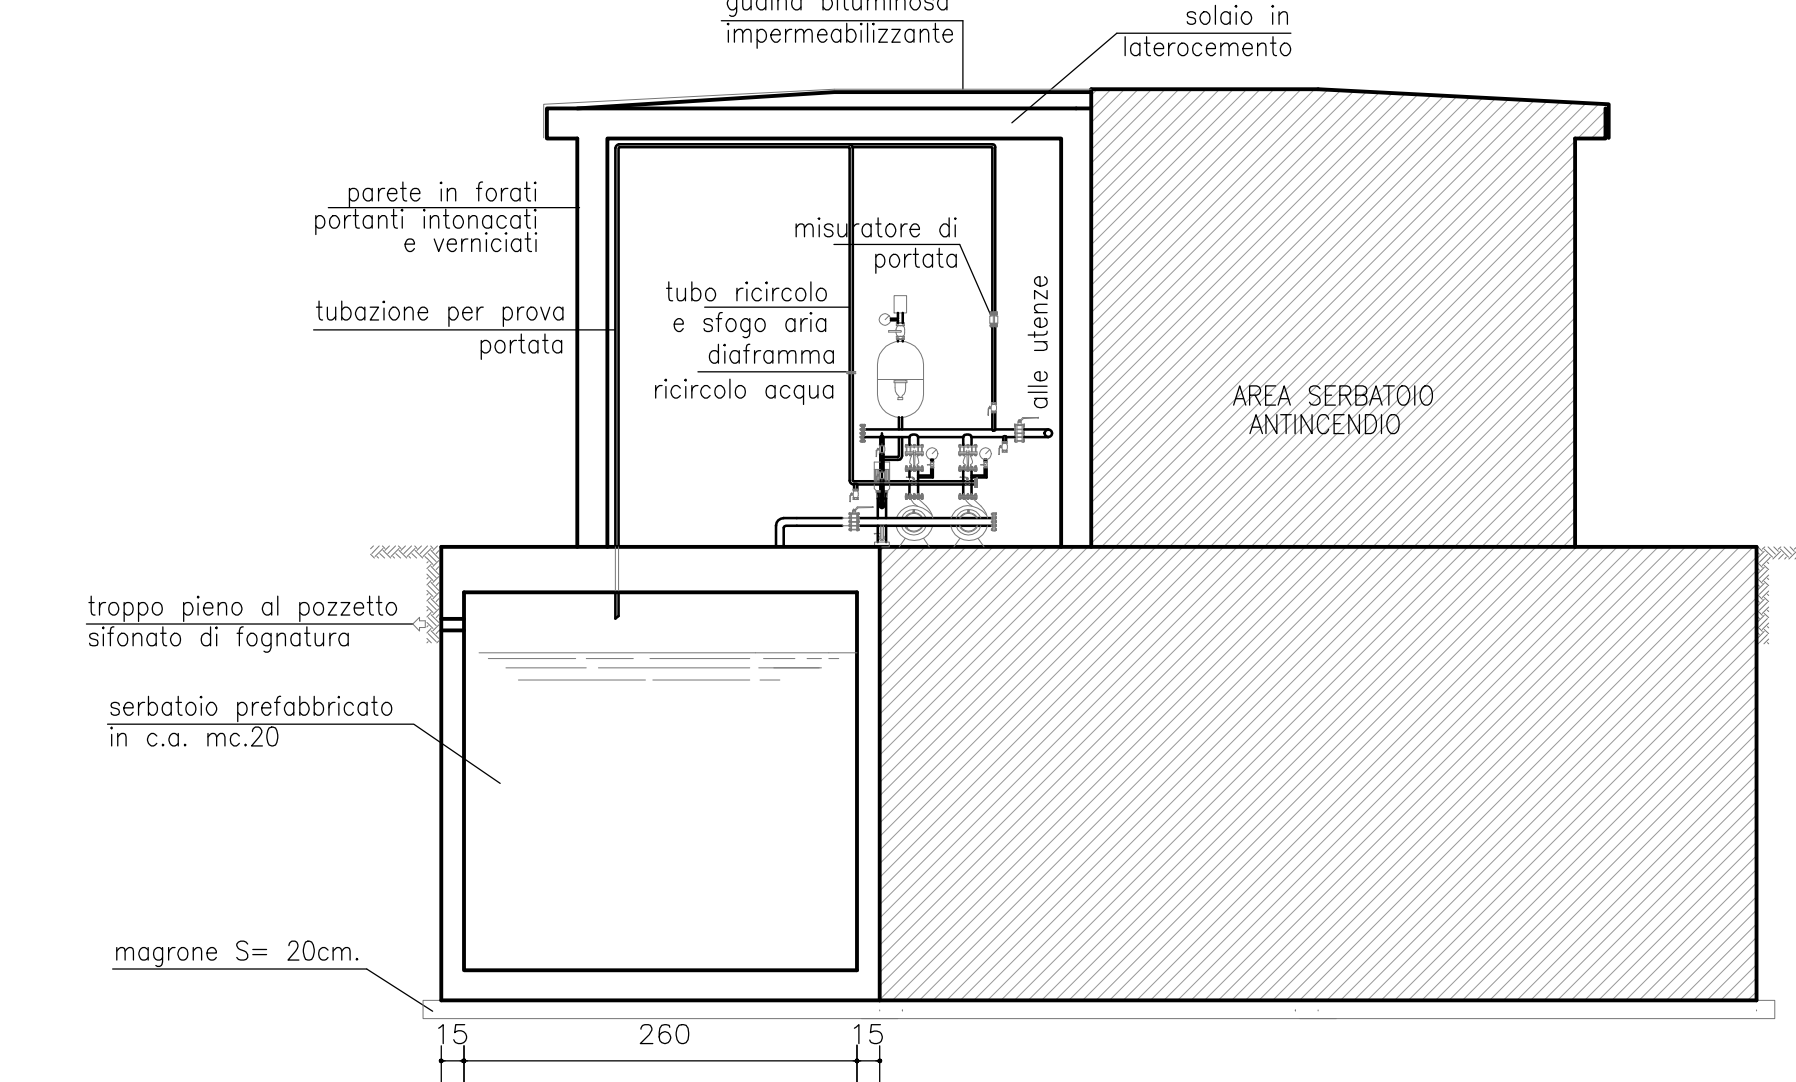 guaina bituminosa
impermeabilizzante
solaio in
laterocemento
parete in forati
portanti intonacati
e verniciati
misuratore di
portata
tubo ricircolo
e sfogo aria
diaframma
ricircolo acqua
alle utenze
tubazione per prova
portata
AREA SERBATOIO
ANTINCENDIO
troppo pieno al pozzetto
sifonato di fognatura
serbatoio prefabbricato
in c.a. mc.20
magrone S= 20cm.
15 260 15